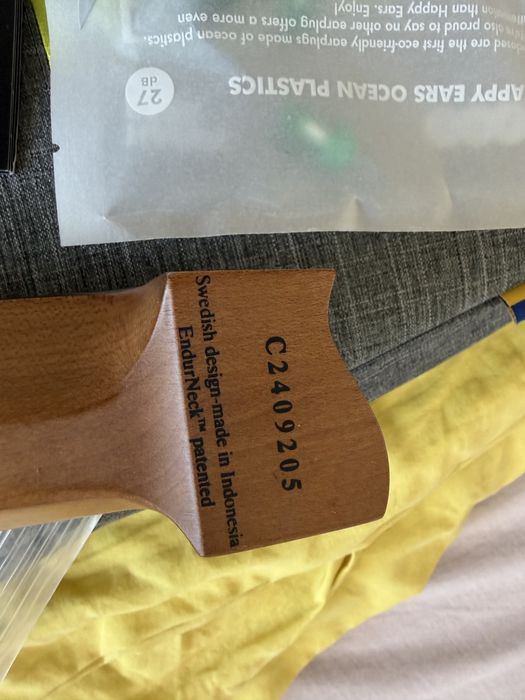 C2409205
Swedish design-made in Indonesia
EndurNeck™ patented
APPY EARS OCEAN PLASTICS
27
dB
are the first eco-friendly earplugs made of ocean plastics.
also proud to say no other earplug offers a more even
than Happy Ears. Enjoy!